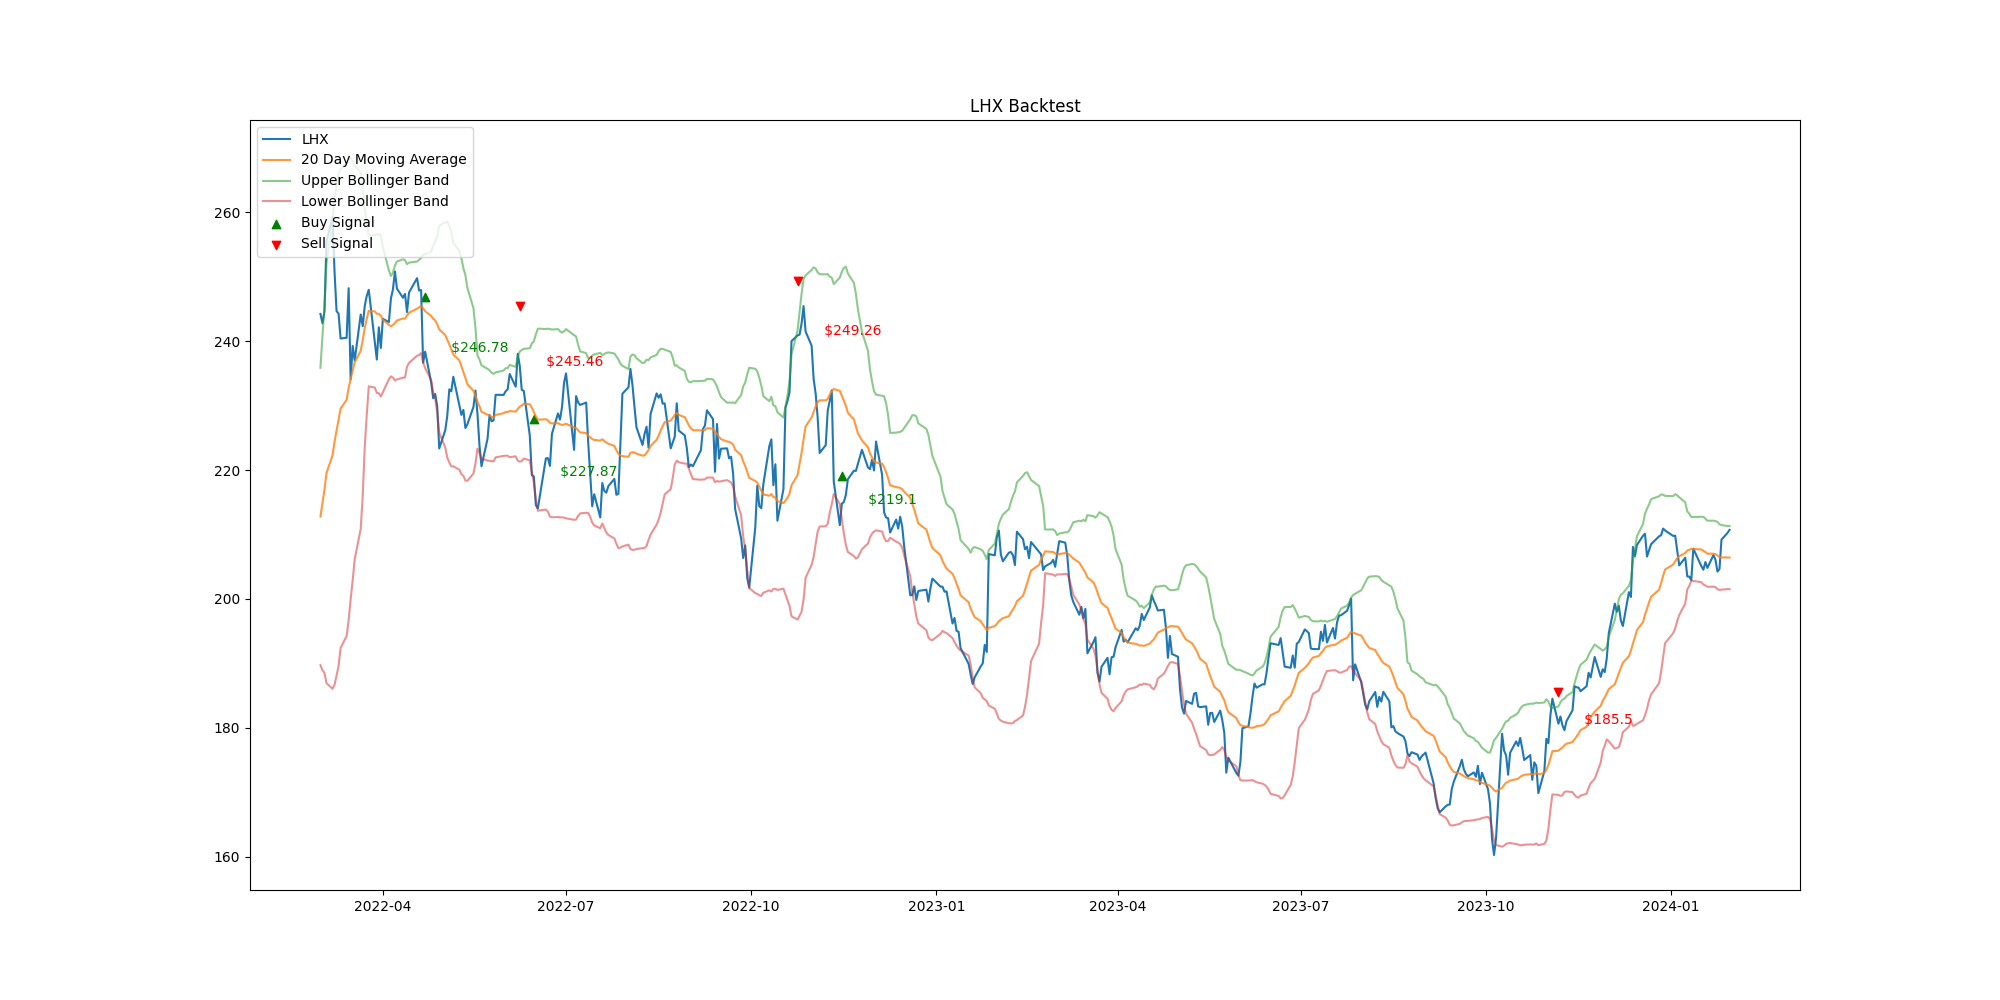 LHX Backtest
LHX
20 Day Moving Average
Upper Bollinger Band
Lower Bollinger Band
Buy Signal
Sell Signal
260
240
220
200
180
160
$246.78
$245.46
$227.87
$249.26
$219.1
$185.5
2022-04
2022-07
2022-10
2023-01
2023-04
2023-07
2023-10
2024-01